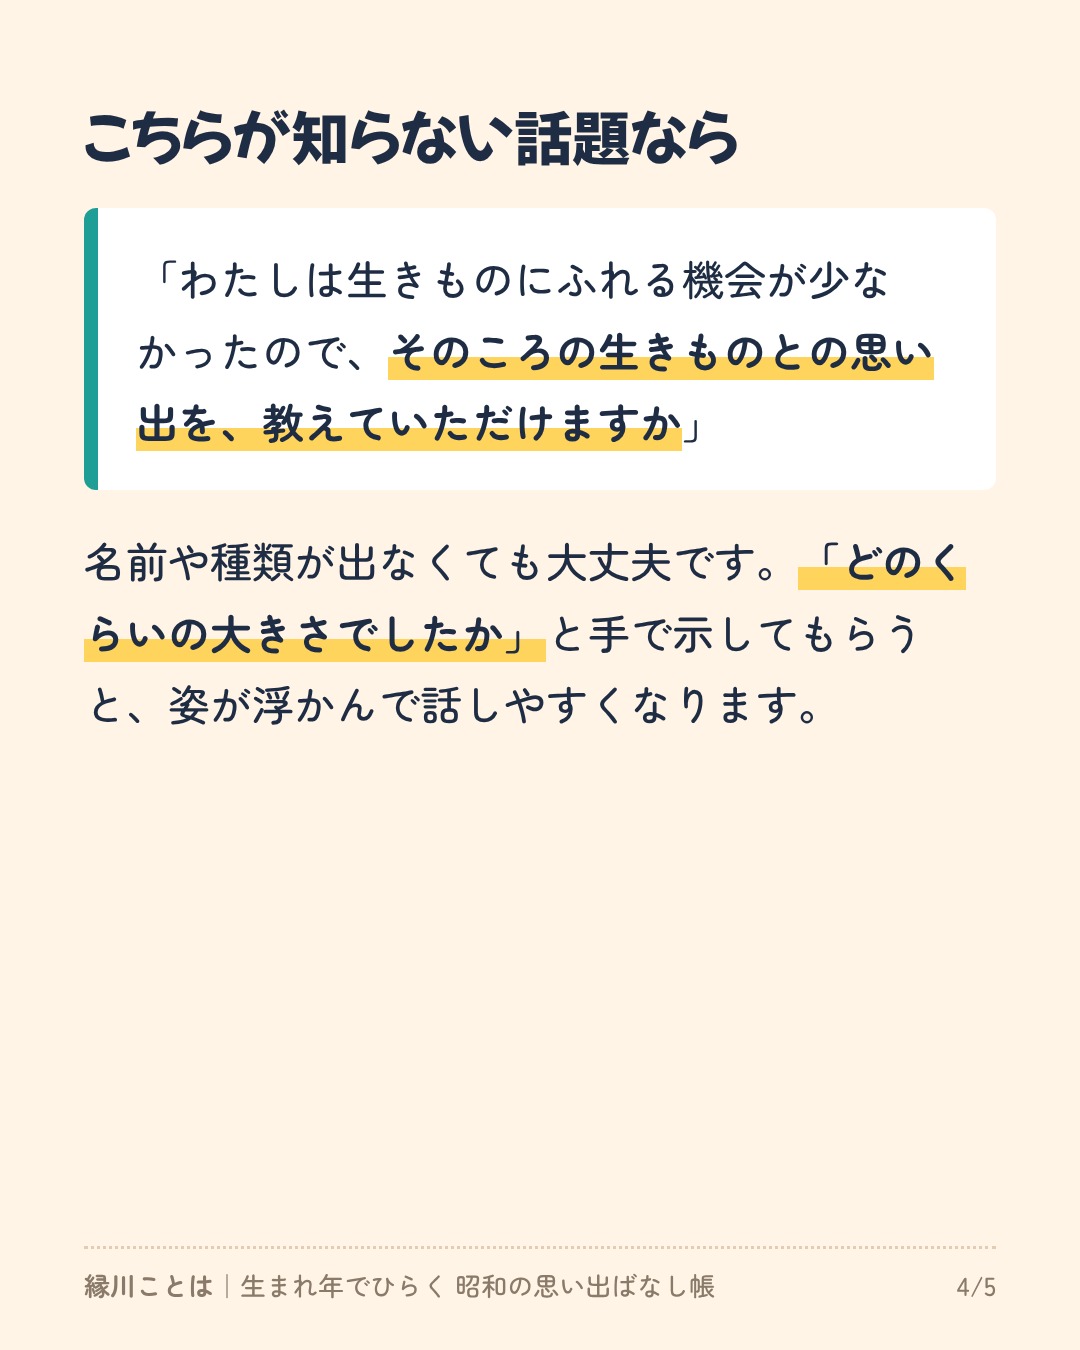 こちらが知らない話題なら
「わたしは生きものにふれる機会が少な
かったので、そのころの生きものとの思い
出を、教えていただけますか」
名前や種類が出なくても大丈夫です。「どのく
らいの大きさでしたか」と手で示してもらう
と、姿が浮かんで話しやすくなります。
縁川ことは｜生まれ年でひらく 昭和の思い出ばなし帳
4/5